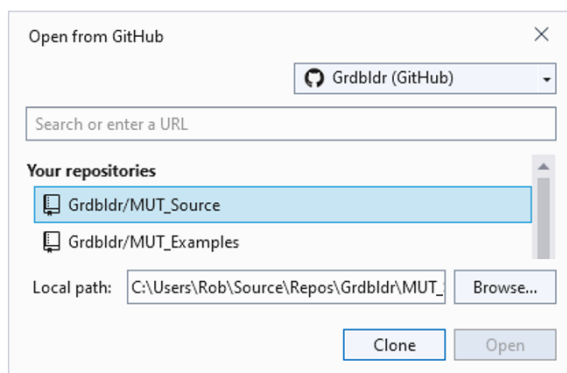 Open from GitHub
Grdbldr (GitHub)
Search or enter a URL
Your repositories
Grdbldr/MUT_Source
Grdbldr/MUT_Examples
Local path: C:\Users\Rob\Source\Repos\Grdbldr\MUT_ Browse...
Clone Open